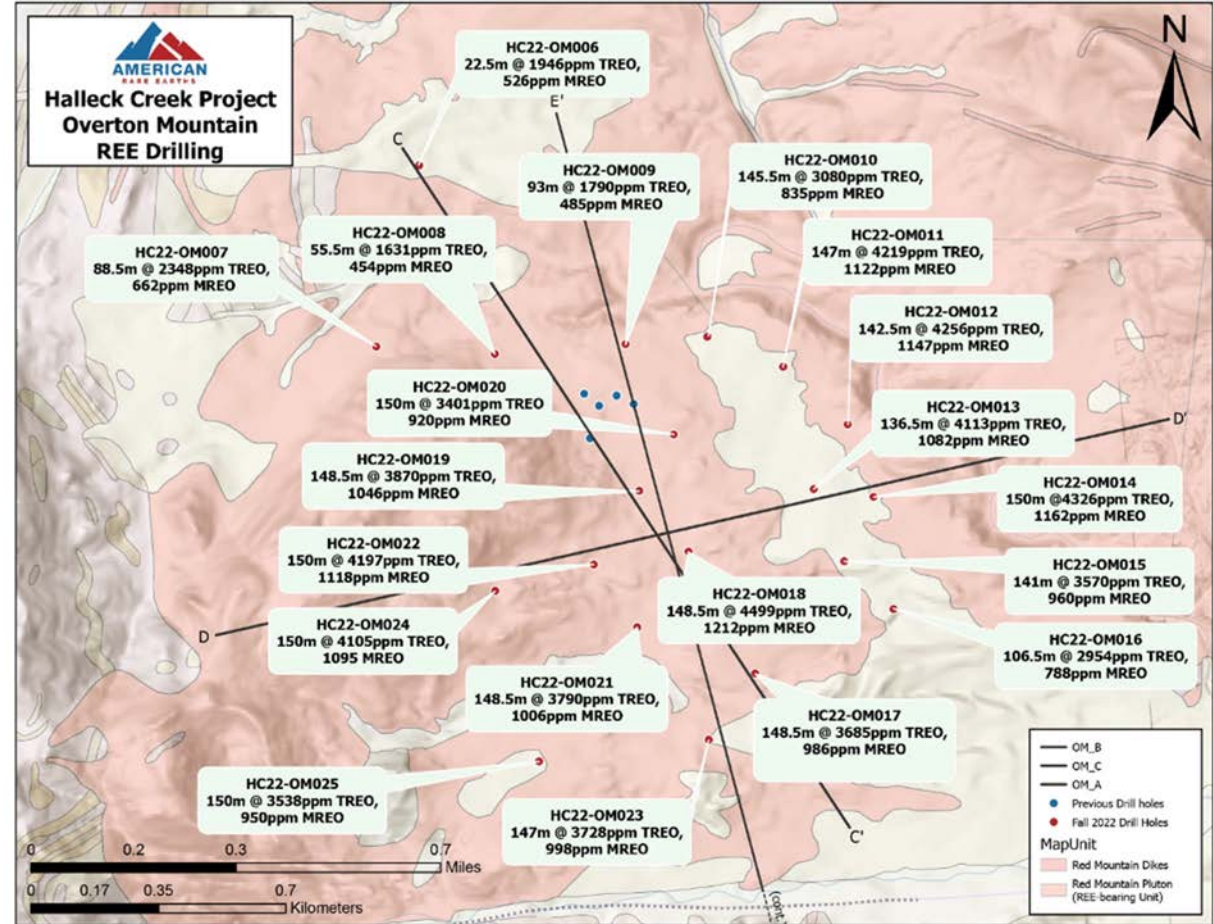 AMERICAN
RARE EARTHS
Halleck Creek Project
Overton Mountain
REE Drilling
N
HC22-OM006
22.5m @ 1946ppm TREO,
526ppm MREO
E'
C
HC22-OM009
93m @ 1790ppm TREO,
485ppm MREO
HC22-OM010
145.5m @ 3080ppm TREO,
835ppm MREO
HC22-OM007
88.5m @ 2348ppm TREO,
662ppm MREO
HC22-OM008
55.5m @ 1631ppm TREO,
454ppm MREO
HC22-OM011
147m @ 4219ppm TREO,
1122ppm MREO
HC22-OM012
142.5m @ 4256ppm TREO,
1147ppm MREO
HC22-OM020
150m @ 3401ppm TREO
920ppm MREO
HC22-OM013
136.5m @ 4113ppm TREO,
1082ppm MREO
D'
HC22-OM019
148.5m @ 3870ppm TREO,
1046ppm MREO
HC22-OM014
150m @4326ppm TREO,
1162ppm MREO
HC22-OM022
150m @ 4197ppm TREO,
1118ppm MREO
HC22-OM015
141m @ 3570ppm TREO,
960ppm MREO
HC22-OM018
148.5m @ 4499ppm TREO,
1212ppm MREO
D
HC22-OM024
150m @ 4105ppm TREO,
1095 MREO
HC22-OM016
106.5m @ 2954ppm TREO,
788ppm MREO
HC22-OM021
148.5m @ 3790ppm TREO,
1006ppm MREO
HC22-OM017
148.5m @ 3685ppm TREO,
986ppm MREO
HC22-OM025
150m @ 3538ppm TREO,
950ppm MREO
HC22-OM023
147m @ 3728ppm TREO,
998ppm MREO
C'
OM_B
OM_C
OM_A
Previous Drill holes
Fall 2022 Drill Holes
MapUnit
Red Mountain Dikes
Red Mountain Pluton
(REE-bearing Unit)
0 0.2 0.3 0.7
Miles
0 0.17 0.35 0.7
Kilometers